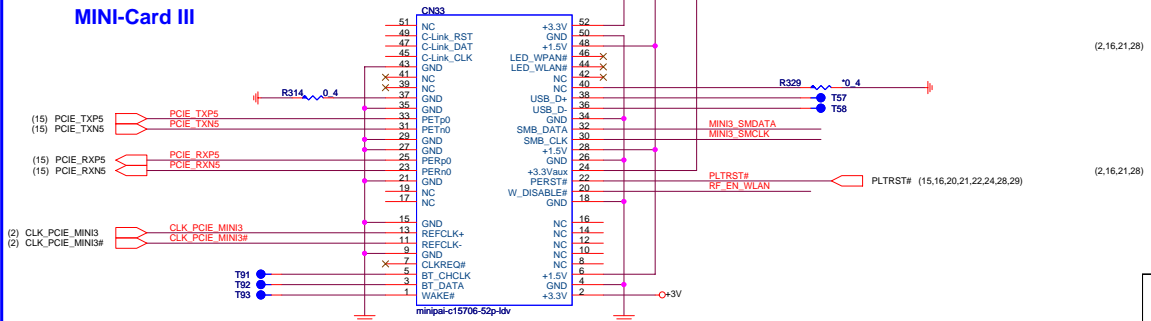 MINI-Card III
CN33
51 NC +3.3V 52
49 C-Link_RST GND 50
47 C-Link_DAT +1.5V 48
45 C-Link_CLK LED_WPAN# 46
43 GND LED_WLAN# 44
41 NC NC 42
39 NC NC 40
37 GND USB_D+ 38
35 GND USB_D- 36
33 PETp0 GND 34
31 PETn0 SMB_DATA 32
29 GND SMB_CLK 30
27 GND +1.5V 28
25 PERp0 GND 26
23 PERn0 +3.3Vaux 24
21 GND PERST# 22
19 NC W_DISABLE# 20
17 NC GND 18
15 GND NC 16
13 REFCLK+ NC 14
11 REFCLK- NC 12
9 GND NC 10
7 CLKREQ# NC 8
5 BT_CHCLK +1.5V 6
3 BT_DATA GND 4
1 WAKE# +3.3V 2
minipai-c15706-52p-ldv
R314 0_4
(15) PCIE_TXP5 PCIE_TXP5
(15) PCIE_TXN5 PCIE_TXN5
(15) PCIE_RXP5 PCIE_RXP5
(15) PCIE_RXN5 PCIE_RXN5
(2) CLK_PCIE_MINI3 CLK_PCIE_MINI3
(2) CLK_PCIE_MINI3# CLK_PCIE_MINI3#
T91
T92
T93
R329 *0_4
T57
T58
MINI3_SMDATA
MINI3_SMCLK
PLTRST# PLTRST# (15,16,20,21,22,24,28,29)
RF_EN_WLAN
+3V
(2,16,21,28)
(2,16,21,28)